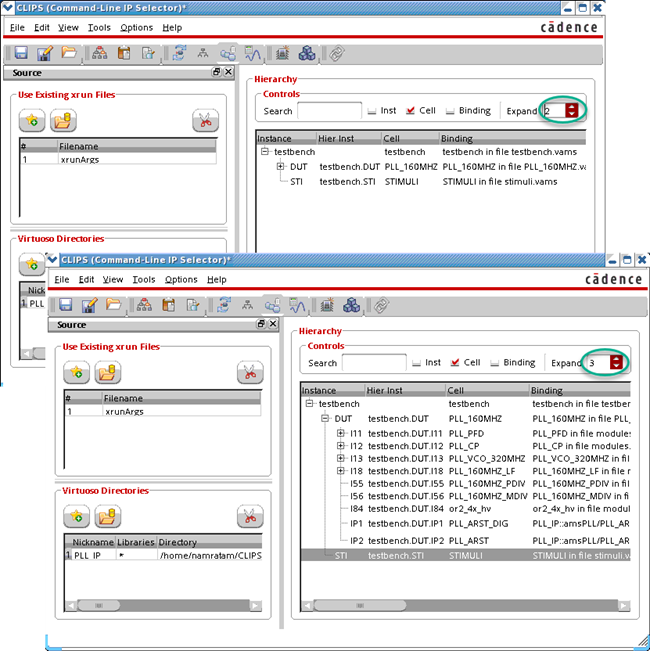 CLIPS (Command-Line IP Selector)*
File Edit View Tools Options Help cādence
Source
Use Existing xrun Files
# Filename
1 xrunArgs
Virtuoso Directories
1 PLL
Hierarchy
Controls
Search Inst Cell Binding Expand 2
Instance Hier Inst Cell Binding
testbench testbench testbench in file testbench.vams
DUT testbench.DUT PLL_160MHZ PLL_160MHZ in file PLL_160MHZ.va
STI testbench.STI STIMULI STIMULI in file stimuli.vams
CLIPS (Command-Line IP Selector)*
File Edit View Tools Options Help cādence
Source
Use Existing xrun Files
# Filename
1 xrunArgs
Virtuoso Directories
Nickname Libraries Directory
1 PLL_IP /home/namratam/CLIPS
Hierarchy
Controls
Search Inst Cell Binding Expand 3
Instance Hier Inst Cell Binding
testbench testbench testbench in file testber
DUT testbench.DUT PLL_160MHZ PLL_160MHZ in file PLL_
I11 testbench.DUT.I11 PLL_PFD PLL_PFD in file modules.
I12 testbench.DUT.I12 PLL_CP PLL_CP in file modules.
I13 testbench.DUT.I13 PLL_VCO_320MHZ PLL_VCO_320MHZ in fil
I18 testbench.DUT.I18 PLL_160MHZ_LF PLL_160MHZ_LF in file r
I55 testbench.DUT.I55 PLL_160MHZ_PDIV PLL_160MHZ_PDIV in fi
I56 testbench.DUT.I56 PLL_160MHZ_MDIV PLL_160MHZ_MDIV in fi
I84 testbench.DUT.I84 or2_4x_hv or2_4x_hv in file modul
IP1 testbench.DUT.IP1 PLL_ARST_DIG PLL_IP::amsPLL/PLL_AR
IP2 testbench.DUT.IP2 PLL_ARST PLL_IP::amsPLL/PLL_AR
STI testbench.STI STIMULI STIMULI in file stimuli.v